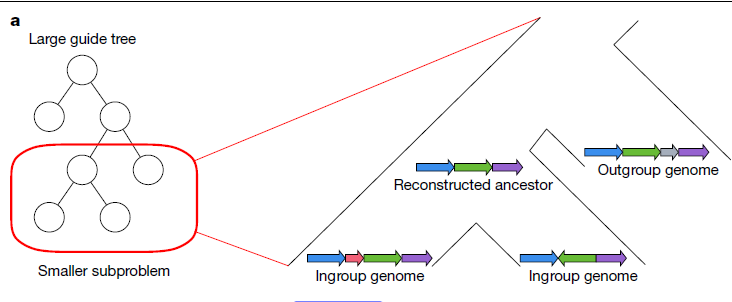 a
Large guide tree
Reconstructed ancestor
Outgroup genome
Smaller subproblem
Ingroup genome
Ingroup genome